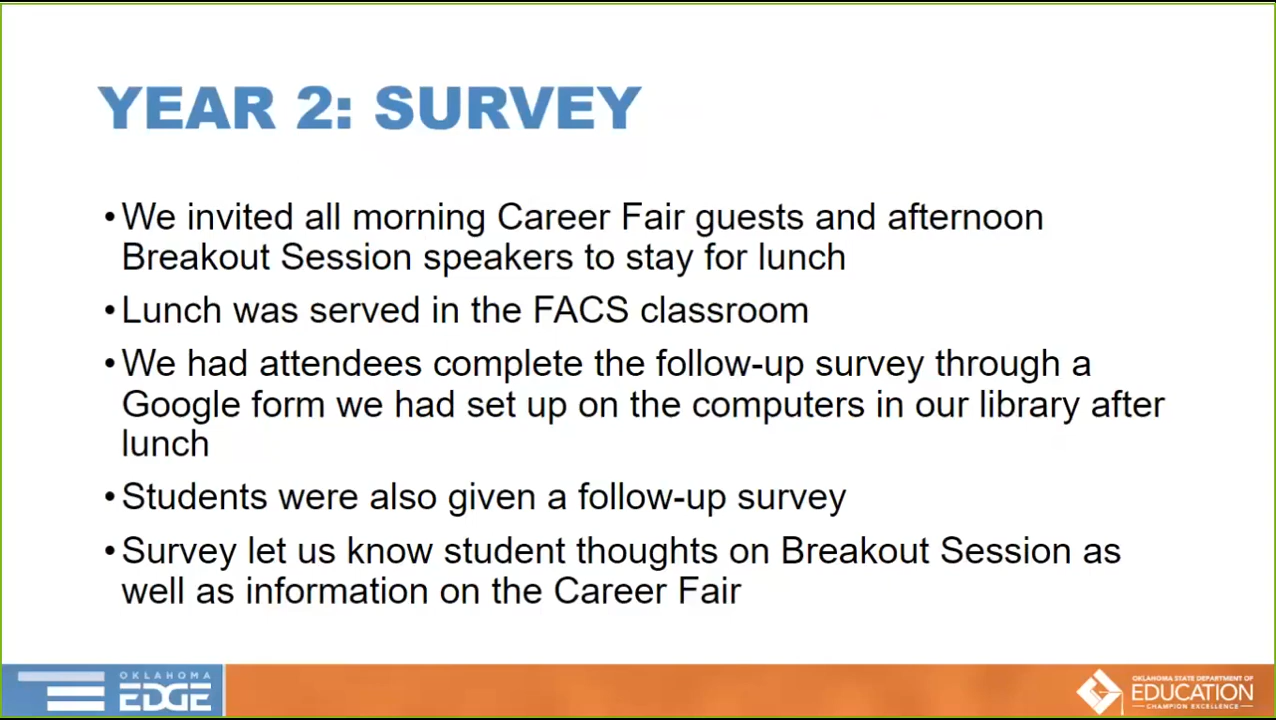 YEAR 2: SURVEY
•We invited all morning Career Fair guests and afternoon
Breakout Session speakers to stay for lunch
•Lunch was served in the FACS classroom
•We had attendees complete the follow-up survey through a
Google form we had set up on the computers in our library after
lunch
•Students were also given a follow-up survey
•Survey let us know student thoughts on Breakout Session as
well as information on the Career Fair
OKLAHOMA
EDGE
OKLAHOMA STATE DEPARTMENT OF
EDUCATION
CHAMPION EXCELLENCE